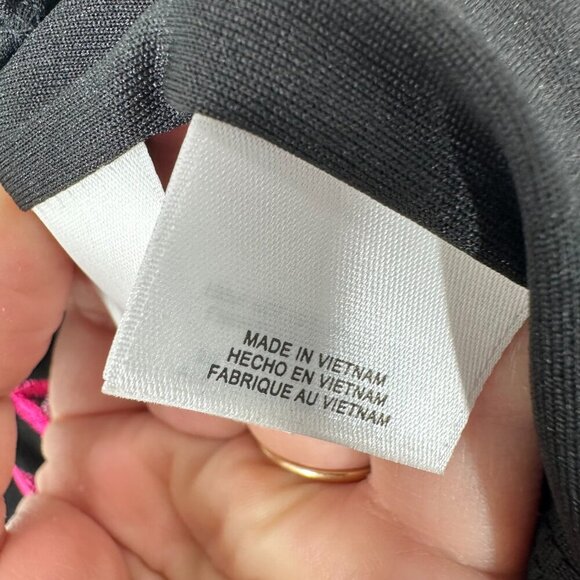 MADE IN VIETNAM
HECHO EN VIETNAM
FABRIQUE AU VIETNAM